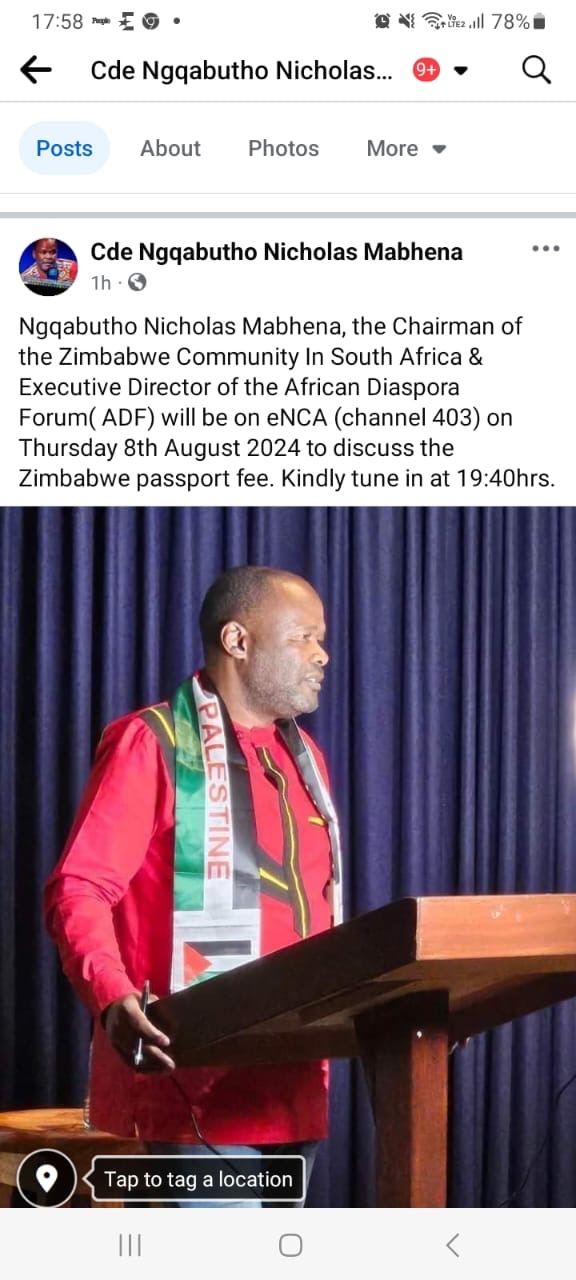 17:58
78%
Cde Ngqabutho Nicholas...
9+
Posts About Photos More
Cde Ngqabutho Nicholas Mabhena
1h ·
Ngqabutho Nicholas Mabhena, the Chairman of
the Zimbabwe Community In South Africa &
Executive Director of the African Diaspora
Forum( ADF) will be on eNCA (channel 403) on
Thursday 8th August 2024 to discuss the
Zimbabwe passport fee. Kindly tune in at 19:40hrs.
PALESTINE
Tap to tag a location